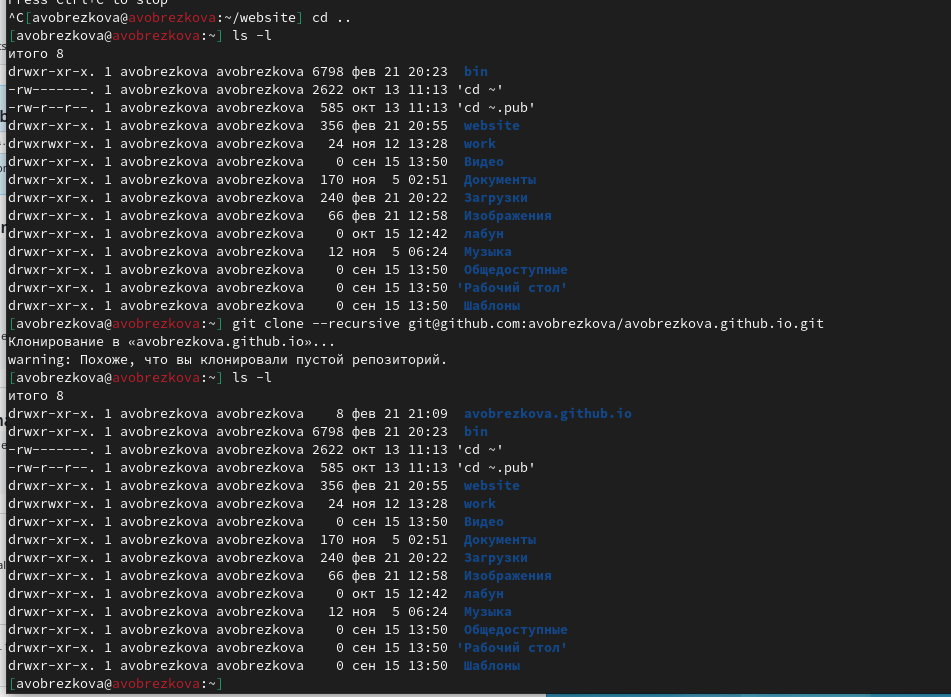 Press Ctrl+C to stop
^C[avobrezkova@avobrezkova:~/website] cd ..
[avobrezkova@avobrezkova:~] ls -l
итого 8
drwxr-xr-x. 1 avobrezkova avobrezkova 6798 фев 21 20:23  bin
-rw-------. 1 avobrezkova avobrezkova 2622 окт 13 11:13 'cd ~'
-rw-r--r--. 1 avobrezkova avobrezkova  585 окт 13 11:13 'cd ~.pub'
drwxr-xr-x. 1 avobrezkova avobrezkova  356 фев 21 20:55  website
drwxrwxr-x. 1 avobrezkova avobrezkova   24 ноя 12 13:28  work
drwxr-xr-x. 1 avobrezkova avobrezkova    0 сен 15 13:50  Видео
drwxr-xr-x. 1 avobrezkova avobrezkova  170 ноя  5 02:51  Документы
drwxr-xr-x. 1 avobrezkova avobrezkova  240 фев 21 20:22  Загрузки
drwxr-xr-x. 1 avobrezkova avobrezkova   66 фев 21 12:58  Изображения
drwxr-xr-x. 1 avobrezkova avobrezkova    0 окт 15 12:42  лабун
drwxr-xr-x. 1 avobrezkova avobrezkova   12 ноя  5 06:24  Музыка
drwxr-xr-x. 1 avobrezkova avobrezkova    0 сен 15 13:50  Общедоступные
drwxr-xr-x. 1 avobrezkova avobrezkova    0 сен 15 13:50 'Рабочий стол'
drwxr-xr-x. 1 avobrezkova avobrezkova    0 сен 15 13:50  Шаблоны
[avobrezkova@avobrezkova:~] git clone --recursive git@github.com:avobrezkova/avobrezkova.github.io.git
Клонирование в «avobrezkova.github.io»...
warning: Похоже, что вы клонировали пустой репозиторий.
[avobrezkova@avobrezkova:~] ls -l
итого 8
drwxr-xr-x. 1 avobrezkova avobrezkova    8 фев 21 21:09  avobrezkova.github.io
drwxr-xr-x. 1 avobrezkova avobrezkova 6798 фев 21 20:23  bin
-rw-------. 1 avobrezkova avobrezkova 2622 окт 13 11:13 'cd ~'
-rw-r--r--. 1 avobrezkova avobrezkova  585 окт 13 11:13 'cd ~.pub'
drwxr-xr-x. 1 avobrezkova avobrezkova  356 фев 21 20:55  website
drwxrwxr-x. 1 avobrezkova avobrezkova   24 ноя 12 13:28  work
drwxr-xr-x. 1 avobrezkova avobrezkova    0 сен 15 13:50  Видео
drwxr-xr-x. 1 avobrezkova avobrezkova  170 ноя  5 02:51  Документы
drwxr-xr-x. 1 avobrezkova avobrezkova  240 фев 21 20:22  Загрузки
drwxr-xr-x. 1 avobrezkova avobrezkova   66 фев 21 12:58  Изображения
drwxr-xr-x. 1 avobrezkova avobrezkova    0 окт 15 12:42  лабун
drwxr-xr-x. 1 avobrezkova avobrezkova   12 ноя  5 06:24  Музыка
drwxr-xr-x. 1 avobrezkova avobrezkova    0 сен 15 13:50  Общедоступные
drwxr-xr-x. 1 avobrezkova avobrezkova    0 сен 15 13:50 'Рабочий стол'
drwxr-xr-x. 1 avobrezkova avobrezkova    0 сен 15 13:50  Шаблоны
[avobrezkova@avobrezkova:~]